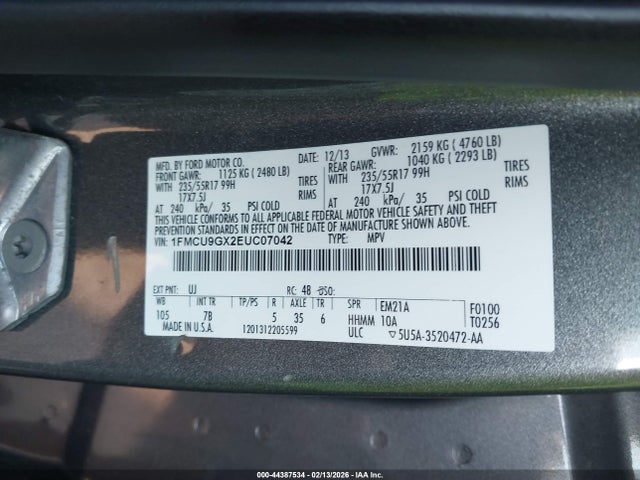 MFD. BY FORD MOTOR CO. 12/13 GVWR: 2159 KG ( 4760 LB)
FRONT GAWR: 1125 KG ( 2480 LB) REAR GAWR: 1040 KG ( 2293 LB)
WITH 235/55R17 99H TIRES WITH 235/55R17 99H TIRES
17X7.5J RIMS 17X7.5J RIMS
AT 240 kPa/ 35 PSI COLD AT 240 kPa/ 35 PSI COLD
THIS VEHICLE CONFORMS TO ALL APPLICABLE FEDERAL MOTOR VEHICLE SAFETY AND THEFT
PREVENTION STANDARDS IN EFFECT ON THE DATE OF MANUFACTURE SHOWN ABOVE.
VIN: 1FMCU9GX2EUC07042 TYPE: MPV
EXT PNT: UJ RC: 48 DSO:
WB INT TR TP/PS R AXLE TR SPR EM21A F0100
105 7B 5 35 6 HHMM 10A T0256
MADE IN U.S.A. 1201312205599 ULC ▽5U5A-3520472-AA
000-44387534 - 02/13/2026 - IAA Inc.